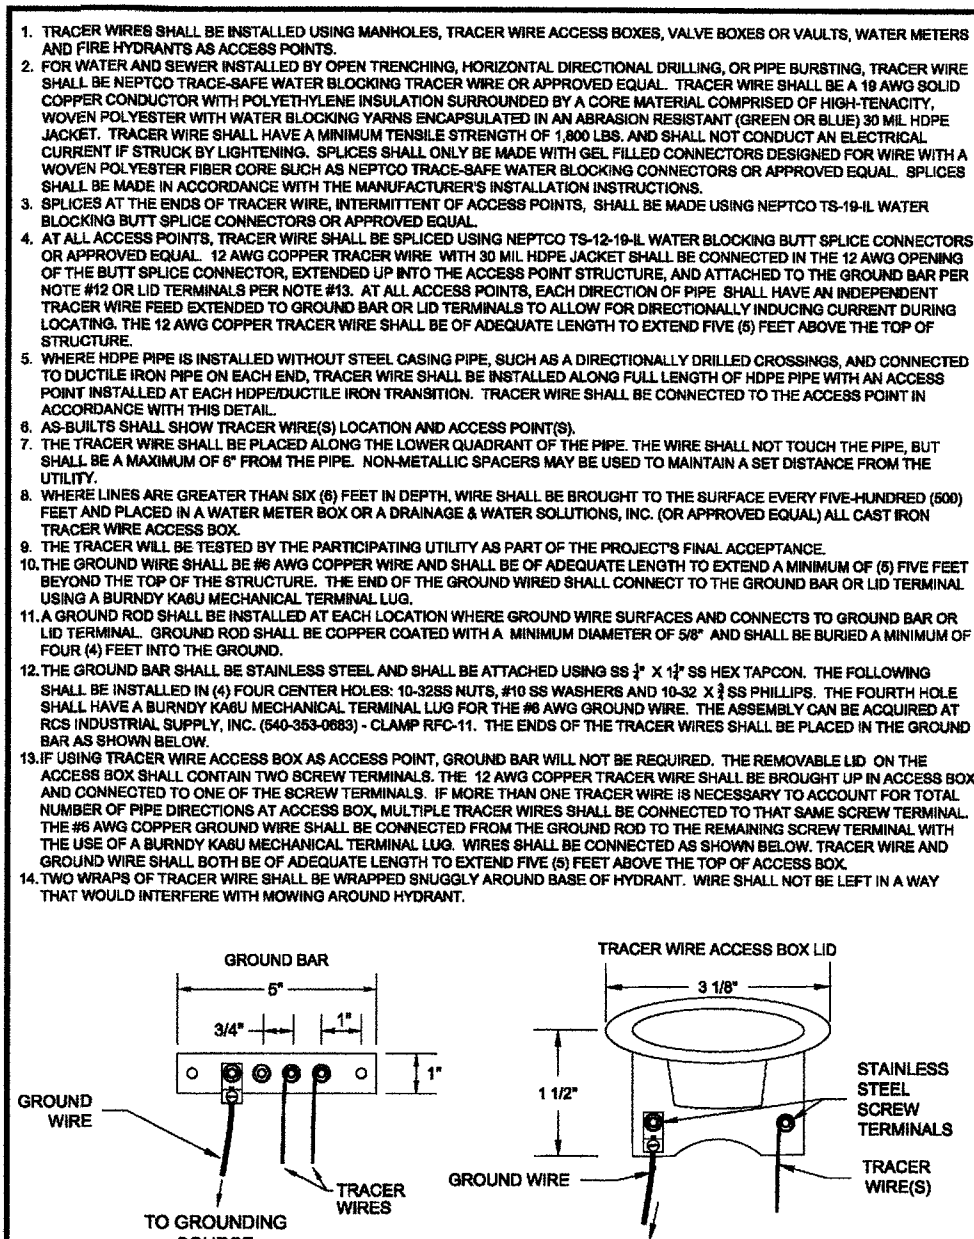 1. TRACER WIRES SHALL BE INSTALLED USING MANHOLES, TRACER WIRE ACCESS BOXES, VALVE BOXES OR VAULTS, WATER METERS
AND FIRE HYDRANTS AS ACCESS POINTS.
2. FOR WATER AND SEWER INSTALLED BY OPEN TRENCHING, HORIZONTAL DIRECTIONAL DRILLING, OR PIPE BURSTING, TRACER WIRE
SHALL BE NEPTCO TRACE-SAFE WATER BLOCKING TRACER WIRE OR APPROVED EQUAL. TRACER WIRE SHALL BE A 19 AWG SOLID
COPPER CONDUCTOR WITH POLYETHYLENE INSULATION SURROUNDED BY A CORE MATERIAL COMPRISED OF HIGH-TENACITY,
WOVEN POLYESTER WITH WATER BLOCKING YARNS ENCAPSULATED IN AN ABRASION RESISTANT (GREEN OR BLUE) 30 MIL HDPE
JACKET. TRACER WIRE SHALL HAVE A MINIMUM TENSILE STRENGTH OF 1,800 LBS. AND SHALL NOT CONDUCT AN ELECTRICAL
CURRENT IF STRUCK BY LIGHTENING. SPLICES SHALL ONLY BE MADE WITH GEL FILLED CONNECTORS DESIGNED FOR WIRE WITH A
WOVEN POLYESTER FIBER CORE SUCH AS NEPTCO TRACE-SAFE WATER BLOCKING CONNECTORS OR APPROVED EQUAL. SPLICES
SHALL BE MADE IN ACCORDANCE WITH THE MANUFACTURER'S INSTALLATION INSTRUCTIONS.
3. SPLICES AT THE ENDS OF TRACER WIRE, INTERMITTENT OF ACCESS POINTS, SHALL BE MADE USING NEPTCO TS-19-IL WATER
BLOCKING BUTT SPLICE CONNECTORS OR APPROVED EQUAL.
4. AT ALL ACCESS POINTS, TRACER WIRE SHALL BE SPLICED USING NEPTCO TS-12-19-IL WATER BLOCKING BUTT SPLICE CONNECTORS
OR APPROVED EQUAL. 12 AWG COPPER TRACER WIRE WITH 30 MIL HDPE JACKET SHALL BE CONNECTED IN THE 12 AWG OPENING
OF THE BUTT SPLICE CONNECTOR, EXTENDED UP INTO THE ACCESS POINT STRUCTURE, AND ATTACHED TO THE GROUND BAR PER
NOTE #12 OR LID TERMINALS PER NOTE #13. AT ALL ACCESS POINTS, EACH DIRECTION OF PIPE SHALL HAVE AN INDEPENDENT
TRACER WIRE FEED EXTENDED TO GROUND BAR OR LID TERMINALS TO ALLOW FOR DIRECTIONALLY INDUCING CURRENT DURING
LOCATING. THE 12 AWG COPPER TRACER WIRE SHALL BE OF ADEQUATE LENGTH TO EXTEND FIVE (5) FEET ABOVE THE TOP OF
STRUCTURE.
5. WHERE HDPE PIPE IS INSTALLED WITHOUT STEEL CASING PIPE, SUCH AS A DIRECTIONALLY DRILLED CROSSINGS, AND CONNECTED
TO DUCTILE IRON PIPE ON EACH END, TRACER WIRE SHALL BE INSTALLED ALONG FULL LENGTH OF HDPE PIPE WITH AN ACCESS
POINT INSTALLED AT EACH HDPE/DUCTILE IRON TRANSITION. TRACER WIRE SHALL BE CONNECTED TO THE ACCESS POINT IN
ACCORDANCE WITH THIS DETAIL.
6. AS-BUILTS SHALL SHOW TRACER WIRE(S) LOCATION AND ACCESS POINT(S).
7. THE TRACER WIRE SHALL BE PLACED ALONG THE LOWER QUADRANT OF THE PIPE. THE WIRE SHALL NOT TOUCH THE PIPE, BUT
SHALL BE A MAXIMUM OF 6" FROM THE PIPE. NON-METALLIC SPACERS MAY BE USED TO MAINTAIN A SET DISTANCE FROM THE
UTILITY.
8. WHERE LINES ARE GREATER THAN SIX (6) FEET IN DEPTH, WIRE SHALL BE BROUGHT TO THE SURFACE EVERY FIVE-HUNDRED (500)
FEET AND PLACED IN A WATER METER BOX OR A DRAINAGE & WATER SOLUTIONS, INC. (OR APPROVED EQUAL) ALL CAST IRON
TRACER WIRE ACCESS BOX.
9. THE TRACER WILL BE TESTED BY THE PARTICIPATING UTILITY AS PART OF THE PROJECT'S FINAL ACCEPTANCE.
10. THE GROUND WIRE SHALL BE #6 AWG COPPER WIRE AND SHALL BE OF ADEQUATE LENGTH TO EXTEND A MINIMUM OF (5) FIVE FEET
BEYOND THE TOP OF THE STRUCTURE. THE END OF THE GROUND WIRED SHALL CONNECT TO THE GROUND BAR OR LID TERMINAL
USING A BURNDY KA6U MECHANICAL TERMINAL LUG.
11. A GROUND ROD SHALL BE INSTALLED AT EACH LOCATION WHERE GROUND WIRE SURFACES AND CONNECTS TO GROUND BAR OR
LID TERMINAL. GROUND ROD SHALL BE COPPER COATED WITH A MINIMUM DIAMETER OF 5/8" AND SHALL BE BURIED A MINIMUM OF
FOUR (4) FEET INTO THE GROUND.
12. THE GROUND BAR SHALL BE STAINLESS STEEL AND SHALL BE ATTACHED USING SS 1/4" X 1 1/4" SS HEX TAPCON. THE FOLLOWING
SHALL BE INSTALLED IN (4) FOUR CENTER HOLES: 10-32SS NUTS, #10 SS WASHERS AND 10-32 X 3/4 SS PHILLIPS. THE FOURTH HOLE
SHALL HAVE A BURNDY KA6U MECHANICAL TERMINAL LUG FOR THE #6 AWG GROUND WIRE. THE ASSEMBLY CAN BE ACQUIRED AT
RCS INDUSTRIAL SUPPLY, INC. (540-353-0683) - CLAMP RFC-11. THE ENDS OF THE TRACER WIRES SHALL BE PLACED IN THE GROUND
BAR AS SHOWN BELOW.
13. IF USING TRACER WIRE ACCESS BOX AS ACCESS POINT, GROUND BAR WILL NOT BE REQUIRED. THE REMOVABLE LID ON THE
ACCESS BOX SHALL CONTAIN TWO SCREW TERMINALS. THE 12 AWG COPPER TRACER WIRE SHALL BE BROUGHT UP IN ACCESS BOX
AND CONNECTED TO ONE OF THE SCREW TERMINALS. IF MORE THAN ONE TRACER WIRE IS NECESSARY TO ACCOUNT FOR TOTAL
NUMBER OF PIPE DIRECTIONS AT ACCESS BOX, MULTIPLE TRACER WIRES SHALL BE CONNECTED TO THAT SAME SCREW TERMINAL.
THE #6 AWG COPPER GROUND WIRE SHALL BE CONNECTED FROM THE GROUND ROD TO THE REMAINING SCREW TERMINAL WITH
THE USE OF A BURNDY KA6U MECHANICAL TERMINAL LUG. WIRES SHALL BE CONNECTED AS SHOWN BELOW. TRACER WIRE AND
GROUND WIRE SHALL BOTH BE OF ADEQUATE LENGTH TO EXTEND FIVE (5) FEET ABOVE THE TOP OF ACCESS BOX.
14. TWO WRAPS OF TRACER WIRE SHALL BE WRAPPED SNUGGLY AROUND BASE OF HYDRANT. WIRE SHALL NOT BE LEFT IN A WAY
THAT WOULD INTERFERE WITH MOWING AROUND HYDRANT.
GROUND BAR
5"
3/4"
1"
1"
GROUND
WIRE
TRACER
WIRES
TO GROUNDING
TRACER WIRE ACCESS BOX LID
3 1/8"
1 1/2"
STAINLESS
STEEL
SCREW
TERMINALS
GROUND WIRE
TRACER
WIRE(S)